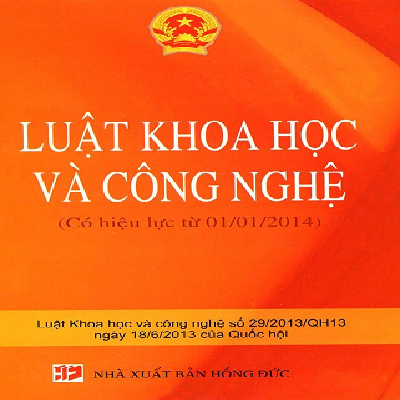 LUẬT KHOA HỌC
VÀ CÔNG NGHỆ
(Có hiệu lực từ 01/01/2014)
Luật Khoa học và công nghệ số 29/2013/QH13
ngày 18/6/2013 của Quốc hội
NHÀ XUẤT BẢN HỒNG ĐỨC